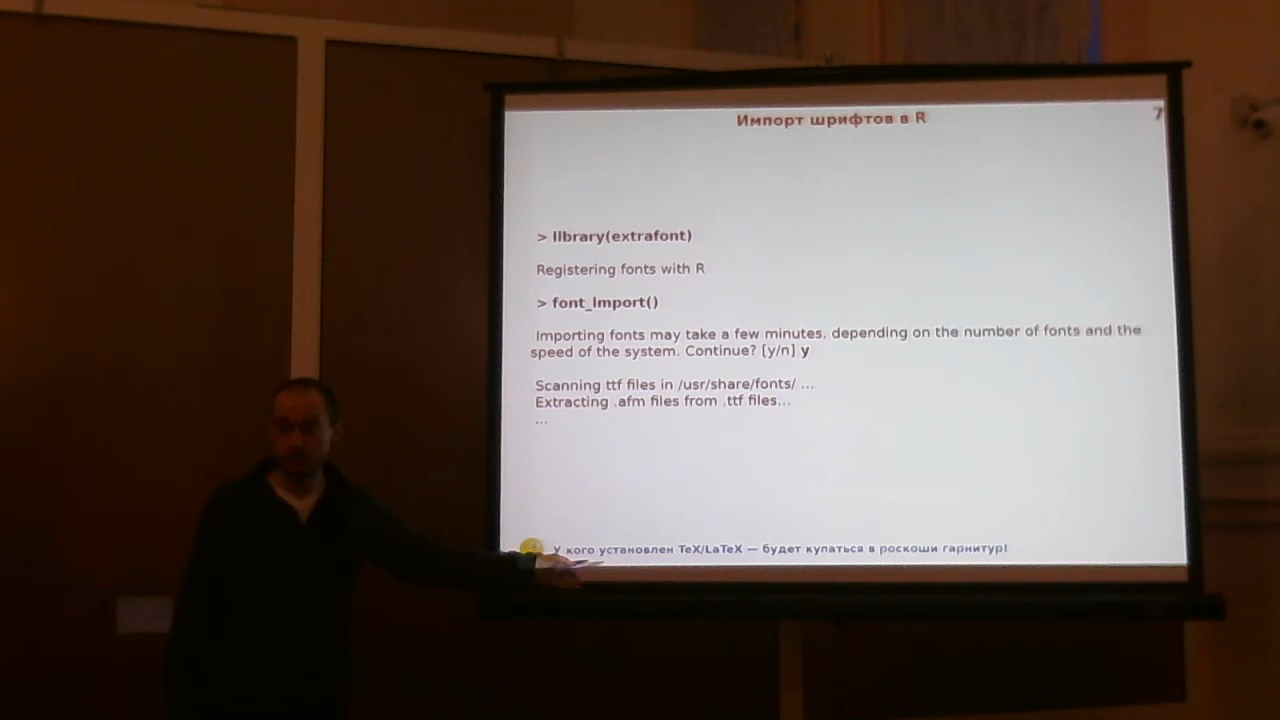 Импорт шрифтов в R
7
> library(extrafont)
Registering fonts with R
> font_import()
Importing fonts may take a few minutes, depending on the number of fonts and the
speed of the system. Continue? [y/n] y
Scanning ttf files in /usr/share/fonts/ ...
Extracting .afm files from .ttf files...
...
У кого установлен TeX/LaTeX — будет купаться в роскоши гарнитур!